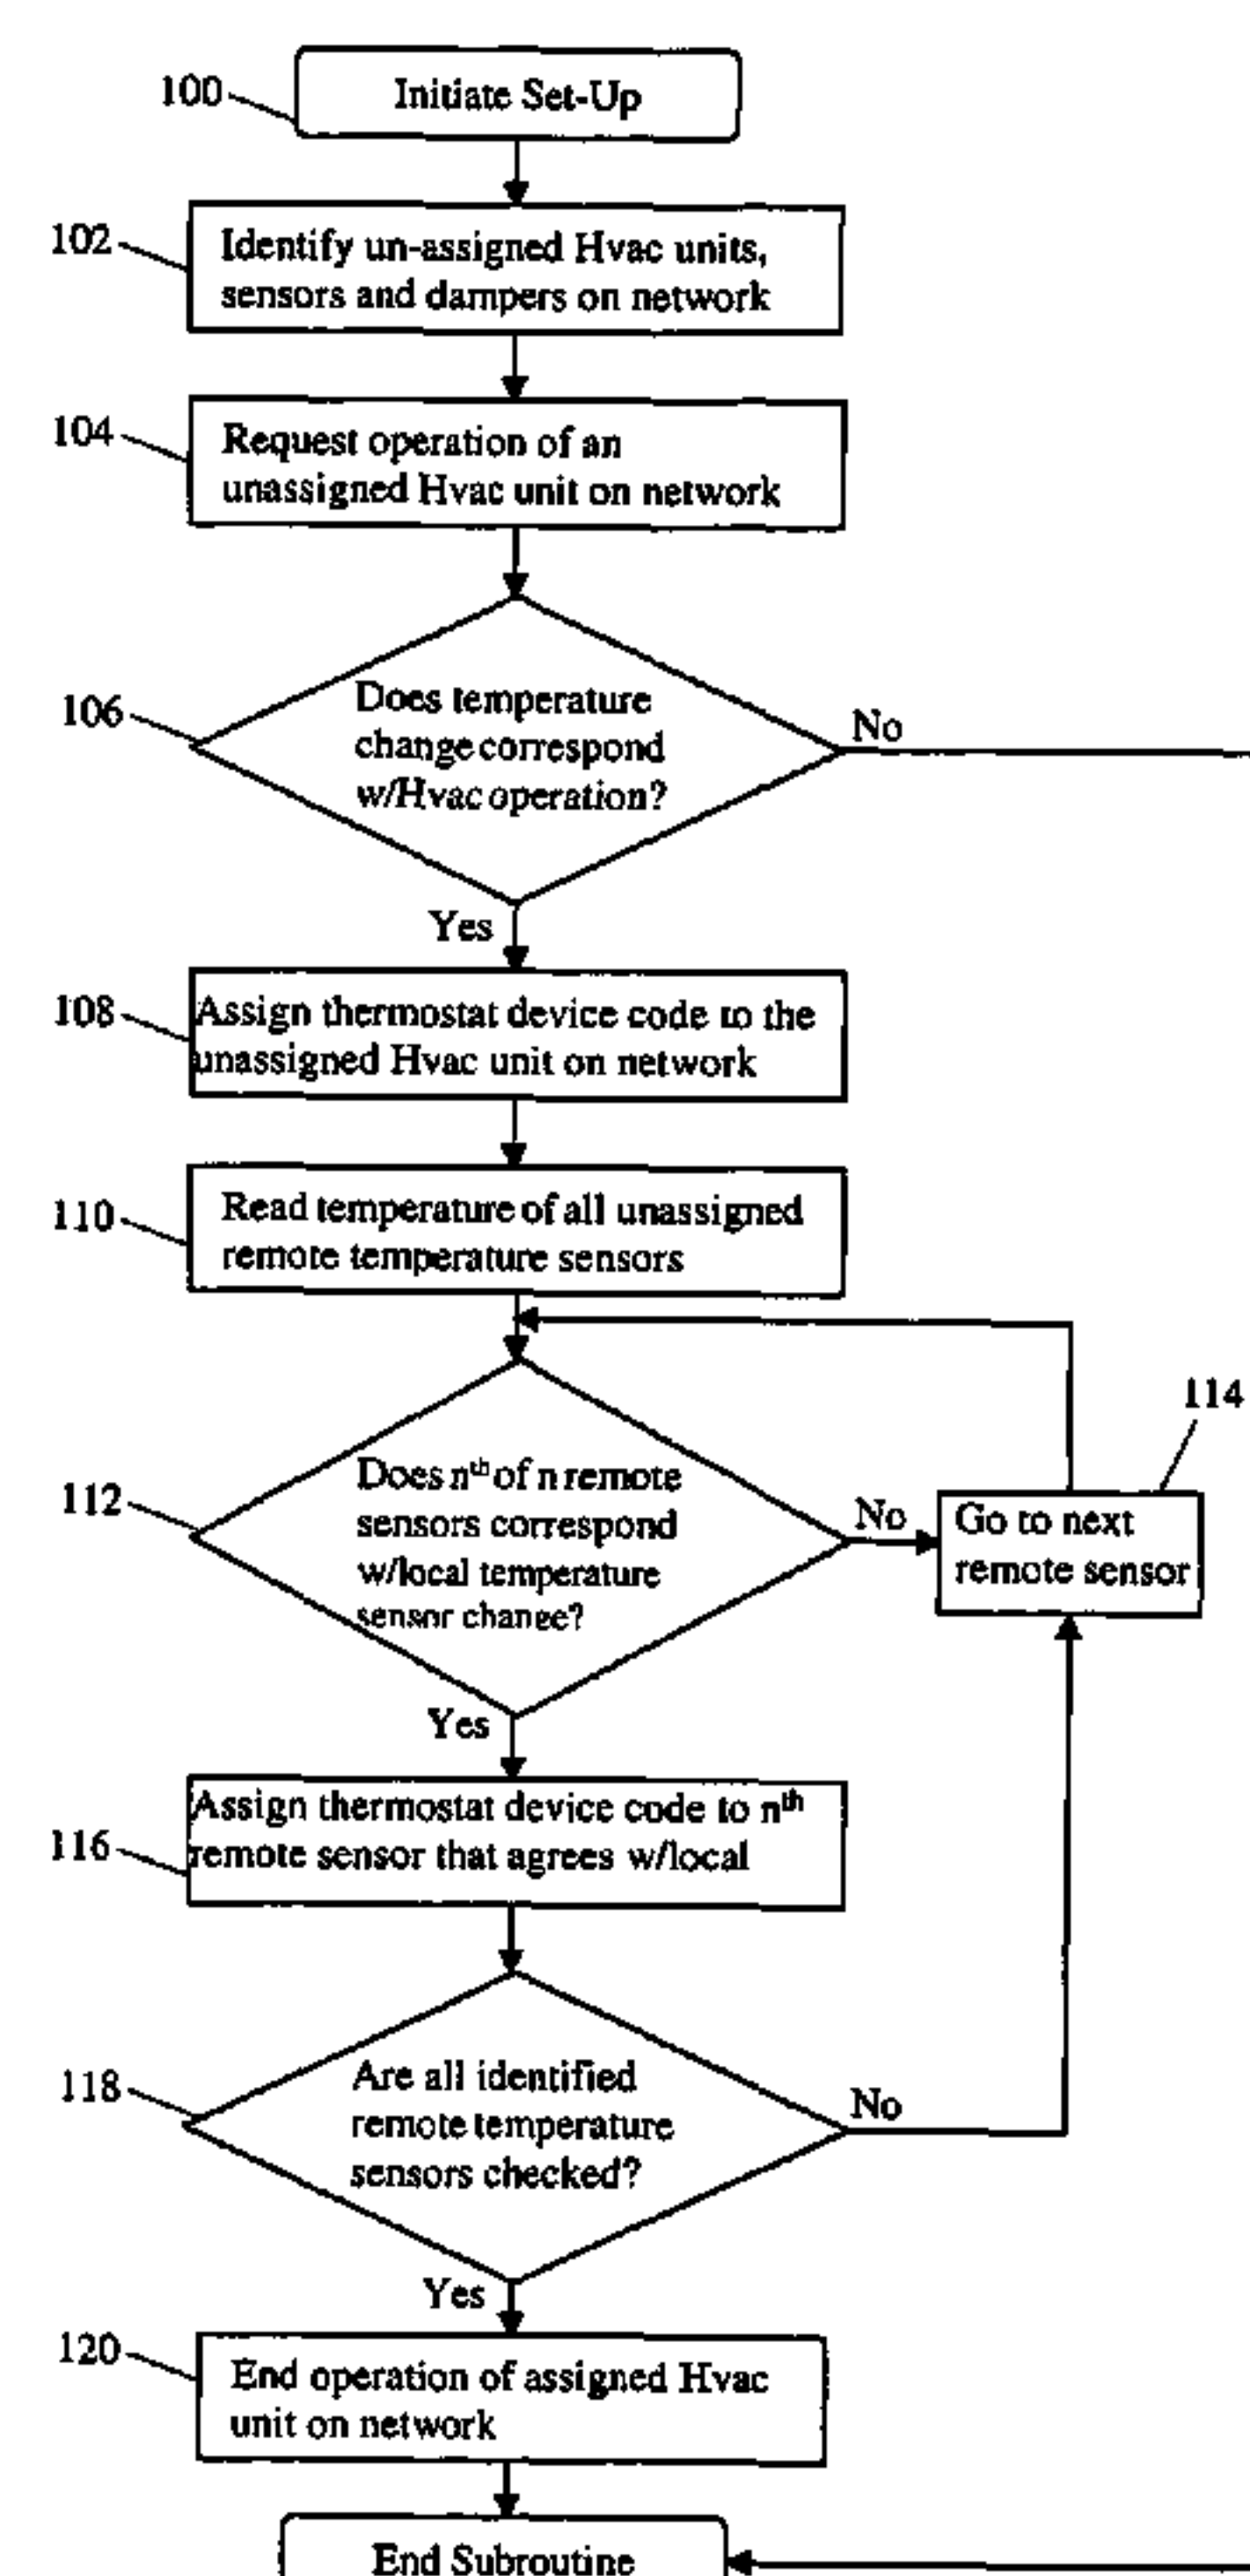 100
Initiate Set-Up
102
Identify un-assigned Hvac units,
sensors and dampers on network
104
Request operation of an
unassigned Hvac unit on network
106
Does temperature
change correspond
w/Hvac operation?
No
Yes
108
Assign thermostat device code to the
unassigned Hvac unit on network
110
Read temperature of all unassigned
remote temperature sensors
112
Does nth of n remote
sensors correspond
w/local temperature
sensor change?
No
114
Go to next
remote sensor
Yes
116
Assign thermostat device code to nth
remote sensor that agrees w/local
118
Are all identified
remote temperature
sensors checked?
No
Yes
120
End operation of assigned Hvac
unit on network
End Subroutine